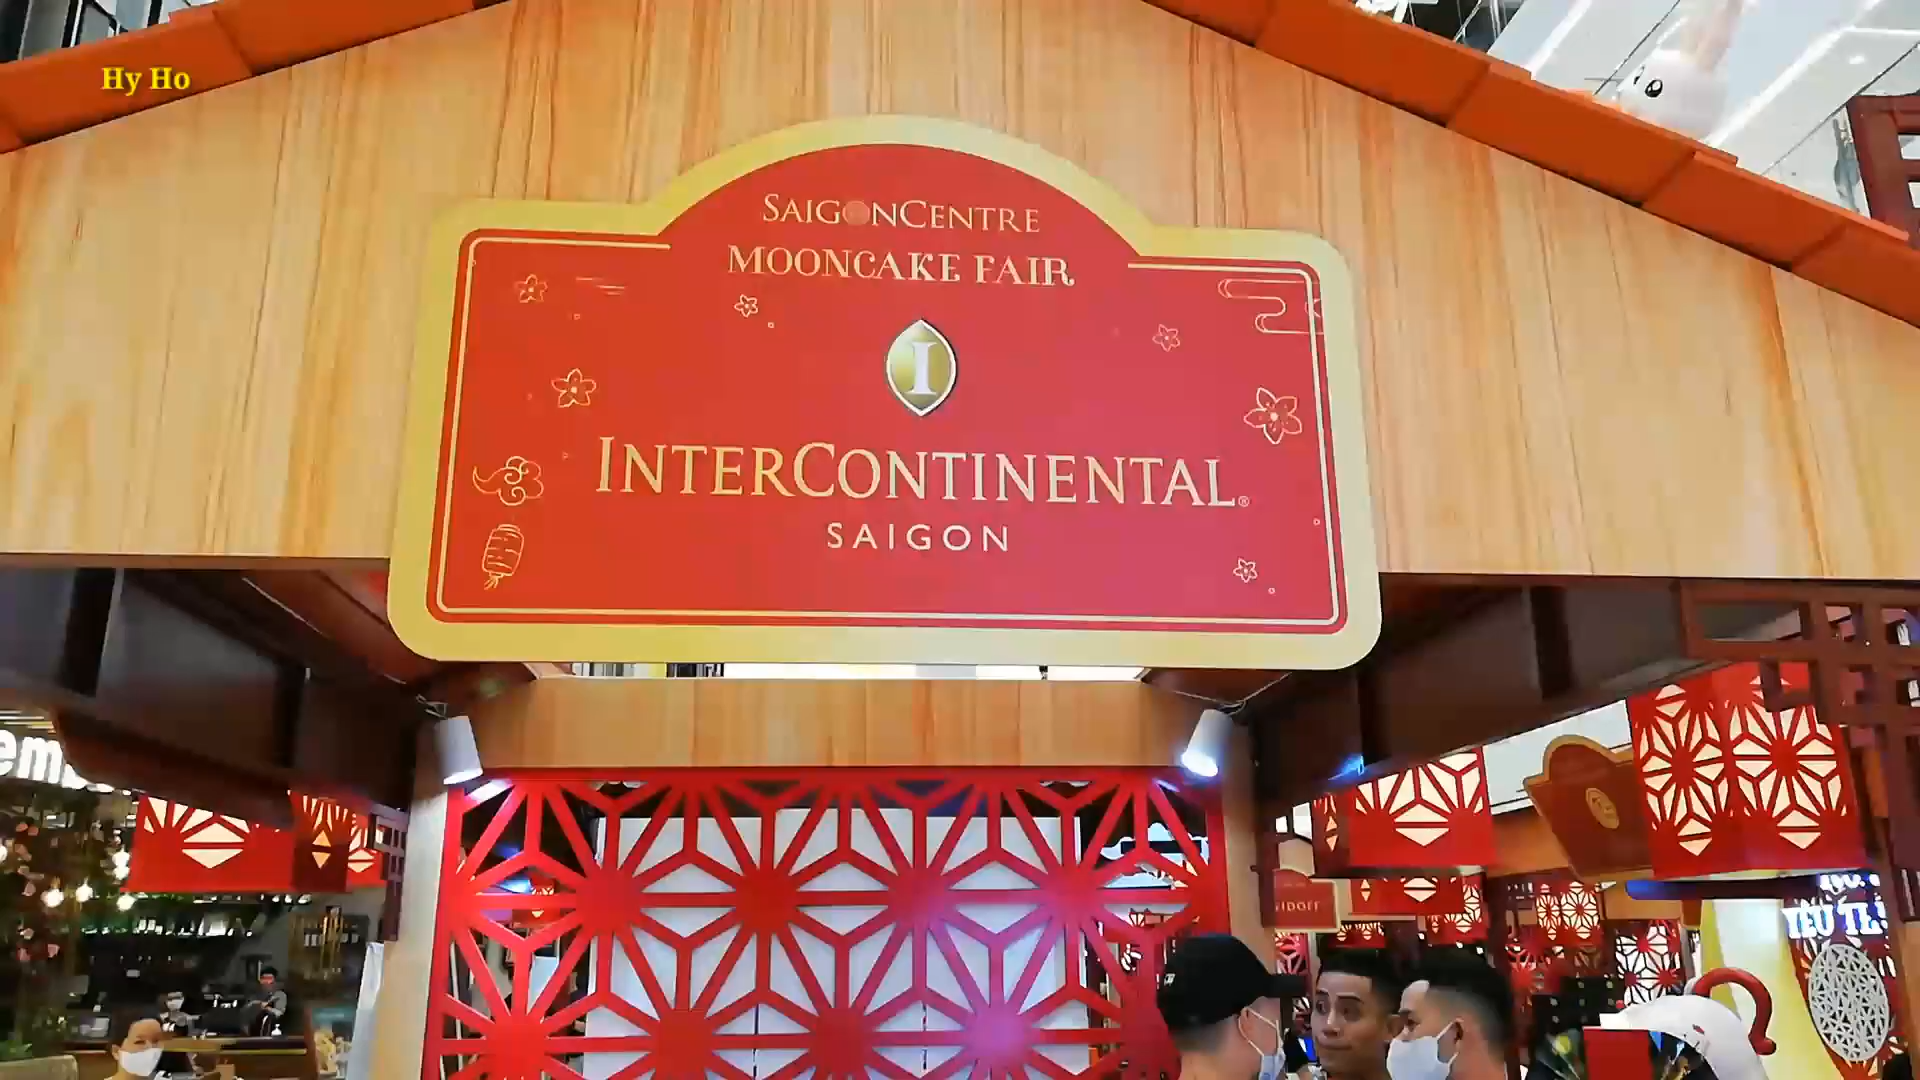 Hy Ho
SAIGONCENTRE
MOONCAKE FAIR
I
INTERCONTINENTAL®
SAIGON